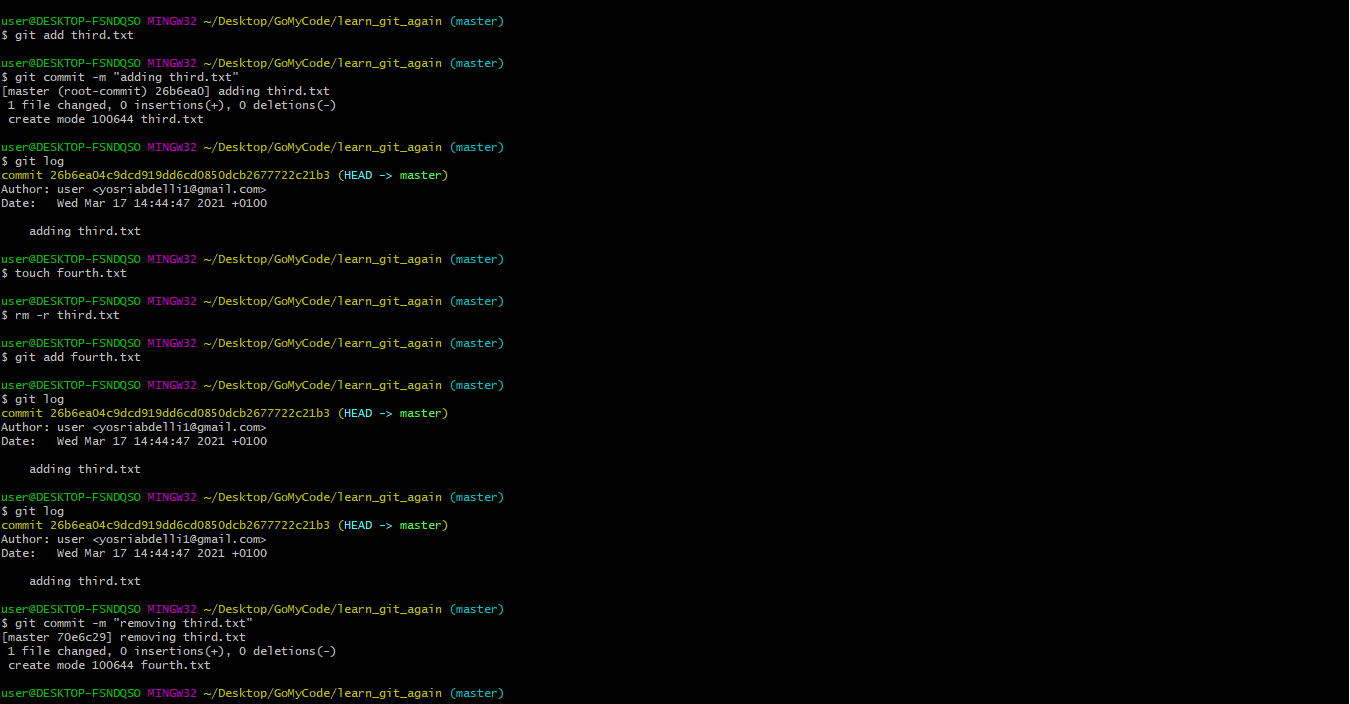 user@DESKTOP-FSNDQSO MINGW32 ~/Desktop/GoMyCode/learn_git_again (master)
$ git add third.txt
user@DESKTOP-FSNDQSO MINGW32 ~/Desktop/GoMyCode/learn_git_again (master)
$ git commit -m "adding third.txt"
[master (root-commit) 26b6ea0] adding third.txt
 1 file changed, 0 insertions(+), 0 deletions(-)
 create mode 100644 third.txt
user@DESKTOP-FSNDQSO MINGW32 ~/Desktop/GoMyCode/learn_git_again (master)
$ git log
commit 26b6ea04c9dcd919dd6cd0850dcb2677722c21b3 (HEAD -> master)
Author: user <yosriabdelli1@gmail.com>
Date:   Wed Mar 17 14:44:47 2021 +0100
    adding third.txt
user@DESKTOP-FSNDQSO MINGW32 ~/Desktop/GoMyCode/learn_git_again (master)
$ touch fourth.txt
user@DESKTOP-FSNDQSO MINGW32 ~/Desktop/GoMyCode/learn_git_again (master)
$ rm -r third.txt
user@DESKTOP-FSNDQSO MINGW32 ~/Desktop/GoMyCode/learn_git_again (master)
$ git add fourth.txt
user@DESKTOP-FSNDQSO MINGW32 ~/Desktop/GoMyCode/learn_git_again (master)
$ git log
commit 26b6ea04c9dcd919dd6cd0850dcb2677722c21b3 (HEAD -> master)
Author: user <yosriabdelli1@gmail.com>
Date:   Wed Mar 17 14:44:47 2021 +0100
    adding third.txt
user@DESKTOP-FSNDQSO MINGW32 ~/Desktop/GoMyCode/learn_git_again (master)
$ git log
commit 26b6ea04c9dcd919dd6cd0850dcb2677722c21b3 (HEAD -> master)
Author: user <yosriabdelli1@gmail.com>
Date:   Wed Mar 17 14:44:47 2021 +0100
    adding third.txt
user@DESKTOP-FSNDQSO MINGW32 ~/Desktop/GoMyCode/learn_git_again (master)
$ git commit -m "removing third.txt"
[master 70e6c29] removing third.txt
 1 file changed, 0 insertions(+), 0 deletions(-)
 create mode 100644 fourth.txt
user@DESKTOP-FSNDQSO MINGW32 ~/Desktop/GoMyCode/learn_git_again (master)